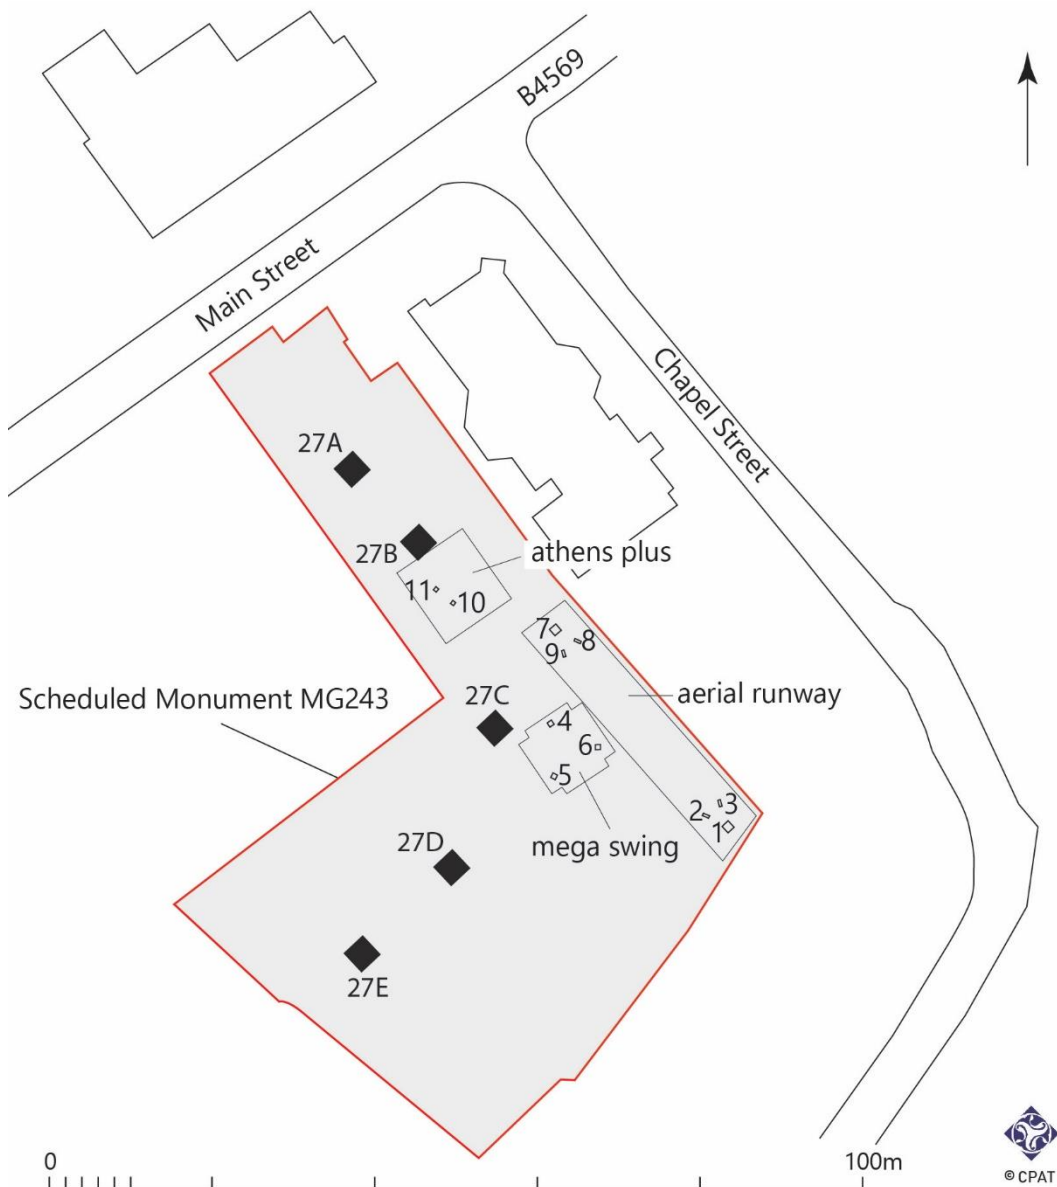 B4569
Main Street
Chapel Street
27A
27B
athens plus
11
10
7
8
9
aerial runway
Scheduled Monument MG243
27C
4
6
5
3
2
1
mega swing
27D
27E
0
100m
© CPAT